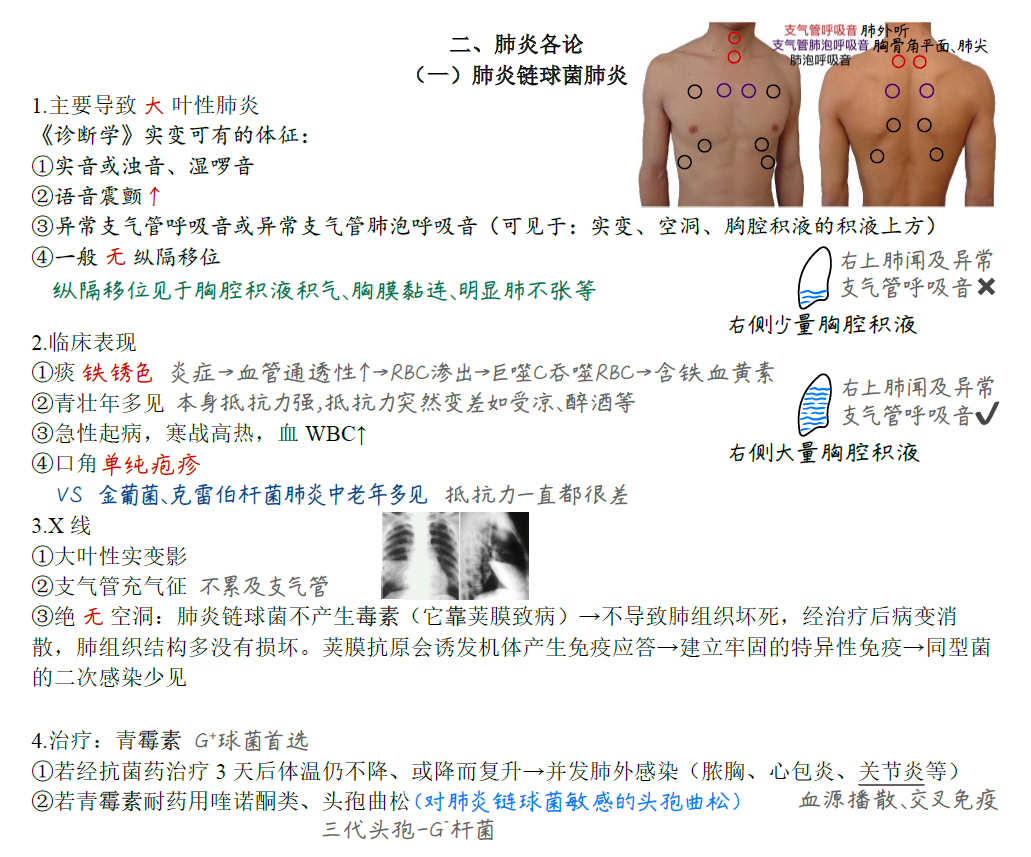 二、肺炎各论
（一）肺炎链球菌肺炎
支气管呼吸音 肺外听
支气管肺泡呼吸音 胸骨角平面、肺尖
肺泡呼吸音
1.主要导致 大 叶性肺炎
《诊断学》实变可有的体征：
①实音或浊音、湿啰音
②语音震颤↑
③异常支气管呼吸音或异常支气管肺泡呼吸音（可见于：实变、空洞、胸腔积液的积液上方）
④一般 无 纵隔移位
纵隔移位见于胸腔积液积气、胸膜黏连、明显肺不张等
右上肺闻及异常
支气管呼吸音✖
右侧少量胸腔积液
2.临床表现
①痰 铁锈色 炎症→血管通透性↑→RBC渗出→巨噬C吞噬RBC→含铁血黄素
②青壮年多见 本身抵抗力强,抵抗力突然变差如受凉、醉酒等
③急性起病，寒战高热，血 WBC↑
④口角单纯疱疹
VS 金葡菌、克雷伯杆菌肺炎中老年多见 抵抗力一直都很差
右上肺闻及异常
支气管呼吸音✔
右侧大量胸腔积液
3.X 线
①大叶性实变影
②支气管充气征 不累及支气管
③绝 无 空洞：肺炎链球菌不产生毒素（它靠荚膜致病）→不导致肺组织坏死，经治疗后病变消
散，肺组织结构多没有损坏。荚膜抗原会诱发机体产生免疫应答→建立牢固的特异性免疫→同型菌
的二次感染少见
4.治疗：青霉素 G⁺球菌首选
①若经抗菌药治疗 3 天后体温仍不降、或降而复升→并发肺外感染（脓胸、心包炎、关节炎等）
②若青霉素耐药用喹诺酮类、头孢曲松(对肺炎链球菌敏感的头孢曲松) 血源播散、交叉免疫
三代头孢-G⁻杆菌